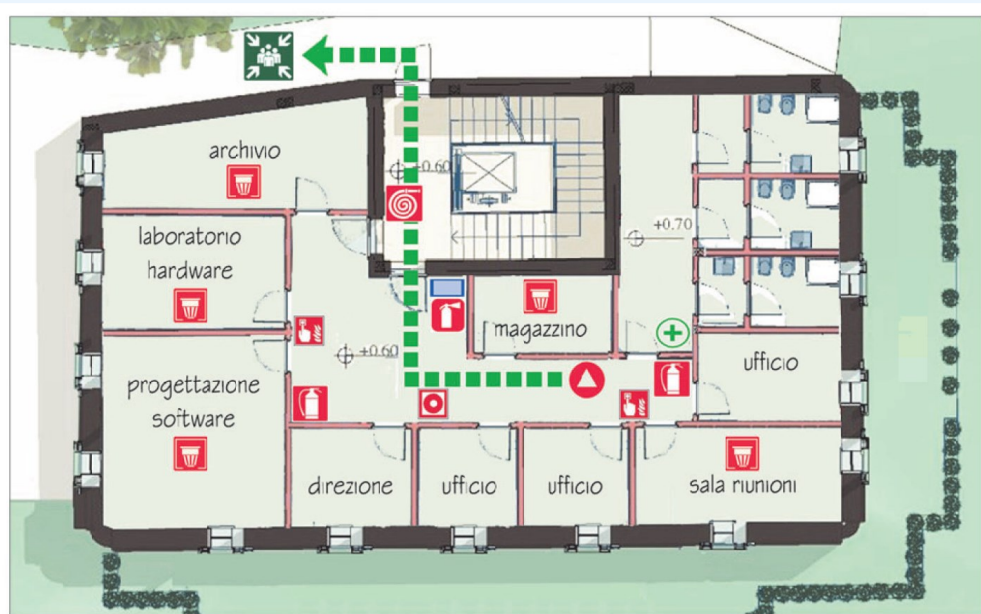 archivio
+0.60
laboratorio
hardware
+0.70
magazzino
+0.60
ufficio
progettazione
software
direzione
ufficio
ufficio
sala riunioni